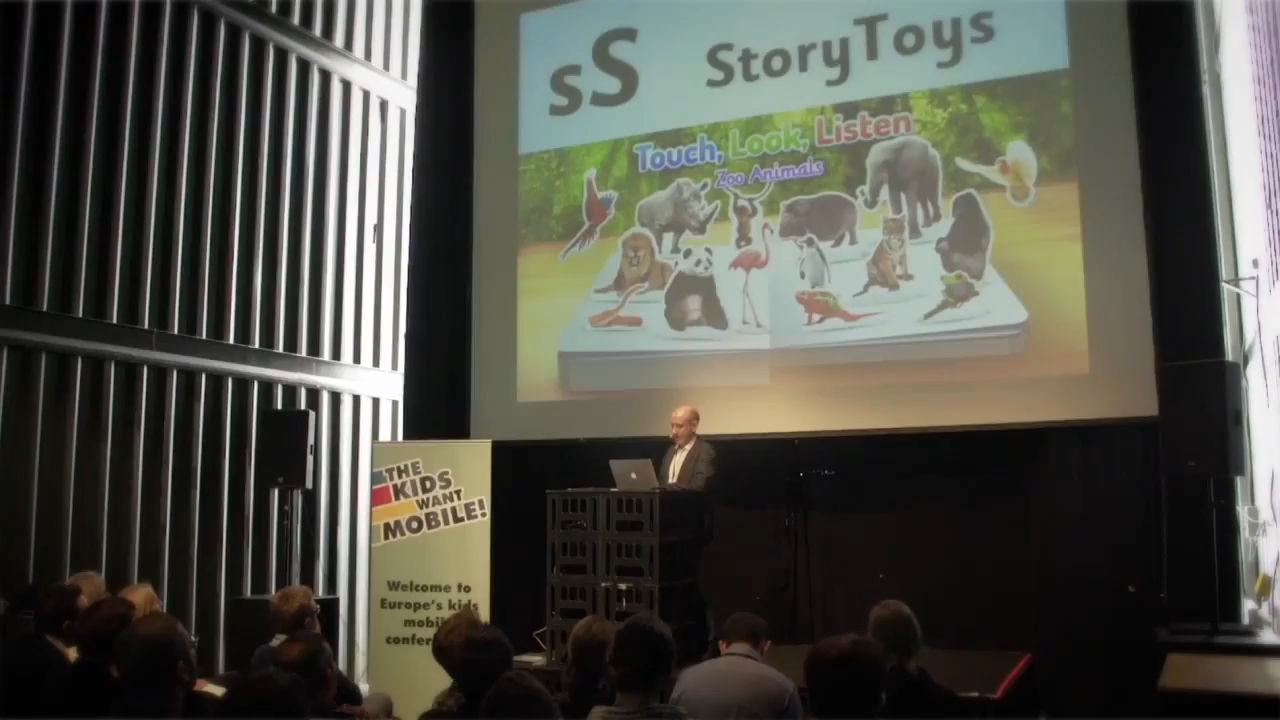 sS StoryToys
Touch, Look, Listen
Zoo Animals
THE
KIDS
WANT
MOBILE!
Welcome to
Europe's kids